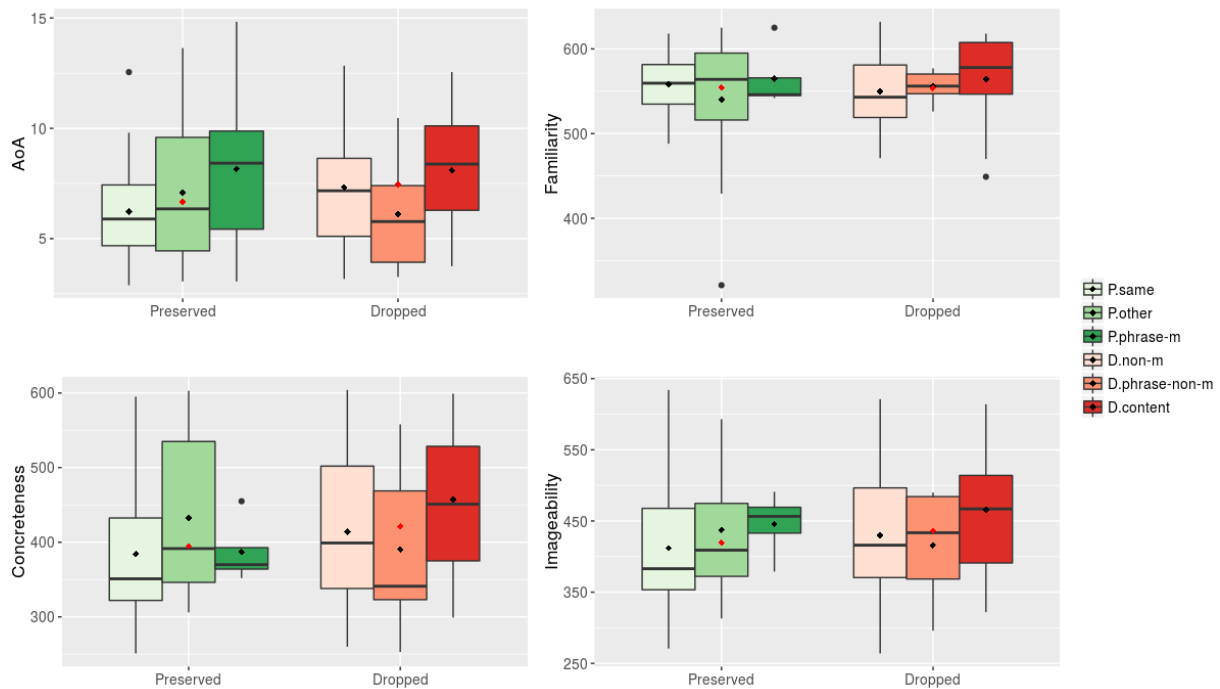 AoA
15
10
5
Preserved
Dropped
Familiarity
600
500
400
Preserved
Dropped
Concreteness
600
500
400
300
Preserved
Dropped
Imageability
650
550
450
350
250
Preserved
Dropped
P.same
P.other
P.phrase-m
D.non-m
D.phrase-non-m
D.content